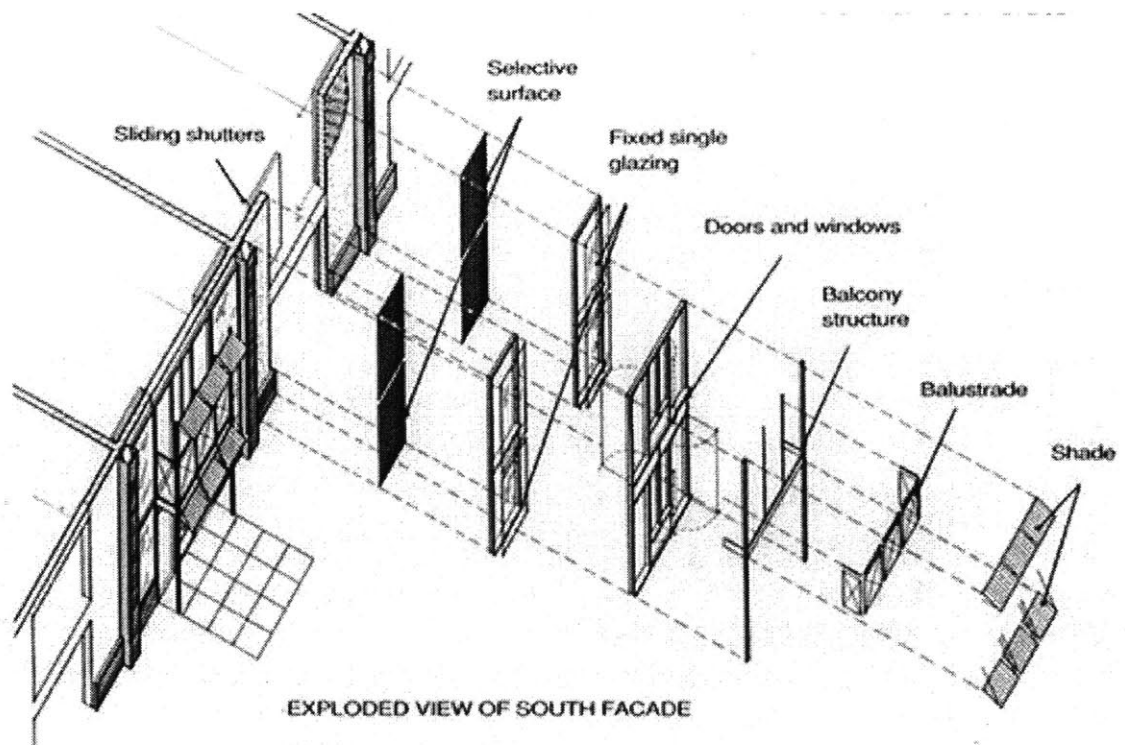 Selective
surface
Sliding shutters
Fixed single
glazing
Doors and windows
Balcony
structure
Balustrade
Shade
EXPLODED VIEW OF SOUTH FACADE